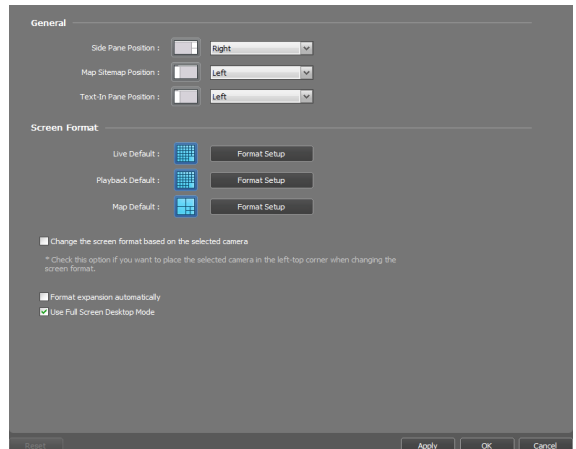 General
Side Pane Position : Right
Map Sitemap Position : Left
Text-In Pane Position : Left
Screen Format
Live Default : Format Setup
Playback Default : Format Setup
Map Default : Format Setup
Change the screen format based on the selected camera
* Check this option if you want to place the selected camera in the left-top corner when changing the
screen format.
Format expansion automatically
Use Full Screen Desktop Mode
Reset Apply OK Cancel